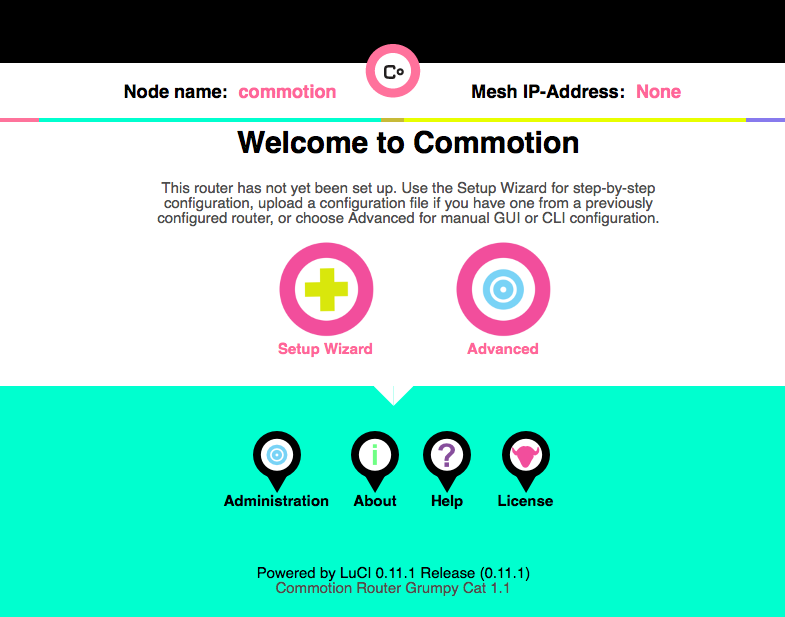 Co
Node name: commotion
Mesh IP-Address: None
Welcome to Commotion
This router has not yet been set up. Use the Setup Wizard for step-by-step
configuration, upload a configuration file if you have one from a previously
configured router, or choose Advanced for manual GUI or CLI configuration.
Setup Wizard
Advanced
i
?
Administration
About
Help
License
Powered by LuCI 0.11.1 Release (0.11.1)
Commotion Router Grumpy Cat 1.1